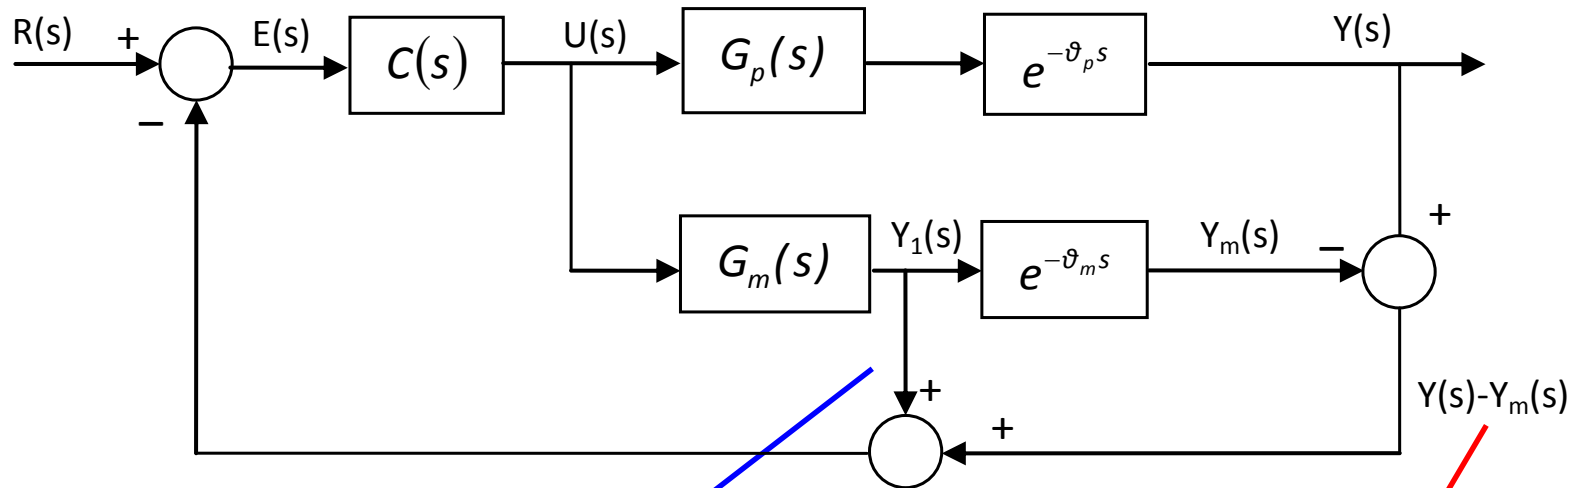 R(s) + E(s) C(s) U(s) G_p(s) e^{−ϑ_p s} Y(s)
−
G_m(s) Y_1(s) e^{−ϑ_m s} Y_m(s) − +
+ + Y(s)-Y_m(s)